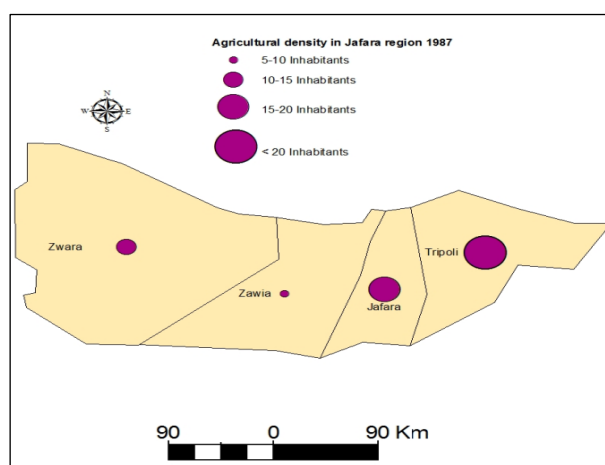 Agricultural density in Jafara region 1987
5-10 Inhabitants
10-15 Inhabitants
15-20 Inhabitants
< 20 Inhabitants
N
W E
S
Zwara
Tripoli
Zawia
Jafara
90 0 90 Km